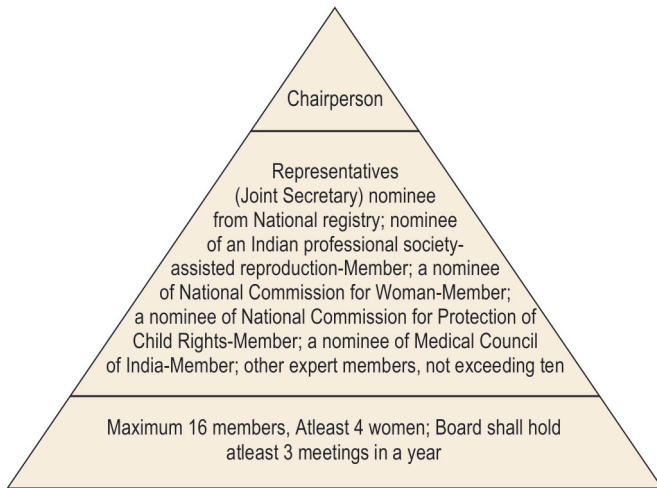 Chairperson
Representatives
(Joint Secretary) nominee
from National registry; nominee
of an Indian professional society-
assisted reproduction-Member; a nominee
of National Commission for Woman-Member;
a nominee of National Commission for Protection of
Child Rights-Member; a nominee of Medical Council
of India-Member; other expert members, not exceeding ten
Maximum 16 members, Atleast 4 women; Board shall hold
atleast 3 meetings in a year